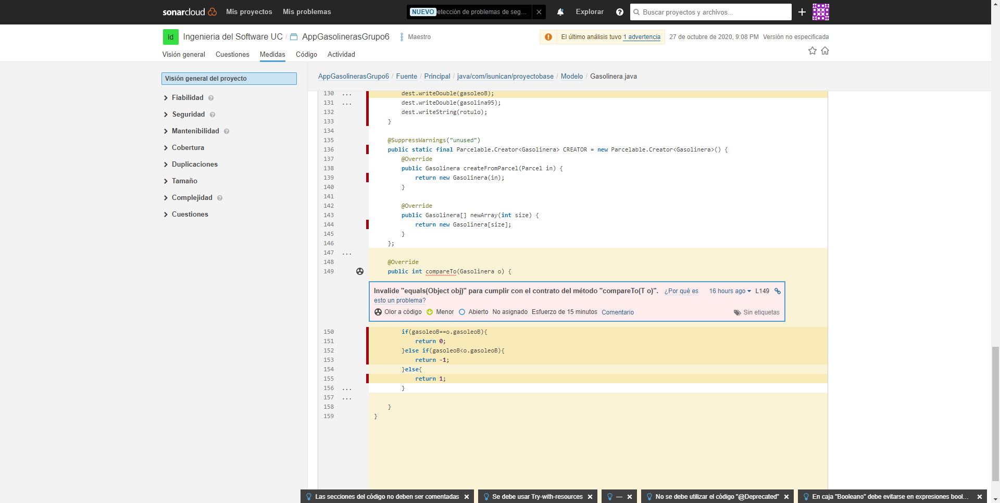 sonarcloud Mis proyectos Mis problemas NUEVO etección de problemas de seg... Explorar Buscar proyectos y archivos...
Id Ingenieria del Software UC / AppGasolinerasGrupo6 Maestro El último análisis tuvo 1 advertencia 27 de octubre de 2020, 9:08 PM Versión no especificada
Visión general Cuestiones Medidas Código Actividad
Visión general del proyecto
Fiabilidad
Seguridad
Mantenibilidad
Cobertura
Duplicaciones
Tamaño
Complejidad
Cuestiones
AppGasolinerasGrupo6 / Fuente / Principal / java/com/isunican/proyectobase / Modelo / Gasolinera.java
130 ... dest.writeDouble(gasoleoB);
131 ... dest.writeDouble(gasolina95);
132 dest.writeString(rotulo);
133 }
134
135 @SuppressWarnings("unused")
136 public static final Parcelable.Creator<Gasolinera> CREATOR = new Parcelable.Creator<Gasolinera>() {
137 @Override
138 public Gasolinera createFromParcel(Parcel in) {
139 return new Gasolinera(in);
140 }
141
142 @Override
143 public Gasolinera[] newArray(int size) {
144 return new Gasolinera[size];
145 }
146 };
147 ...
148 @Override
149 public int compareTo(Gasolinera o) {
Invalide "equals(Object obj)" para cumplir con el contrato del método "compareTo(T o)". ¿Por qué es 16 hours ago L149
esto un problema?
Olor a código Menor Abierto No asignado Esfuerzo de 15 minutos Comentario Sin etiquetas
150 if(gasoleoB==o.gasoleoB){
151 return 0;
152 }else if(gasoleoB<o.gasoleoB){
153 return -1;
154 }else{
155 return 1;
156 ... }
157 ...
158 }
159 }
Las secciones del código no deben ser comentadas Se debe usar Try-with-resources — No se debe utilizar el código "@Deprecated" En caja "Booleano" debe evitarse en expresiones bool...